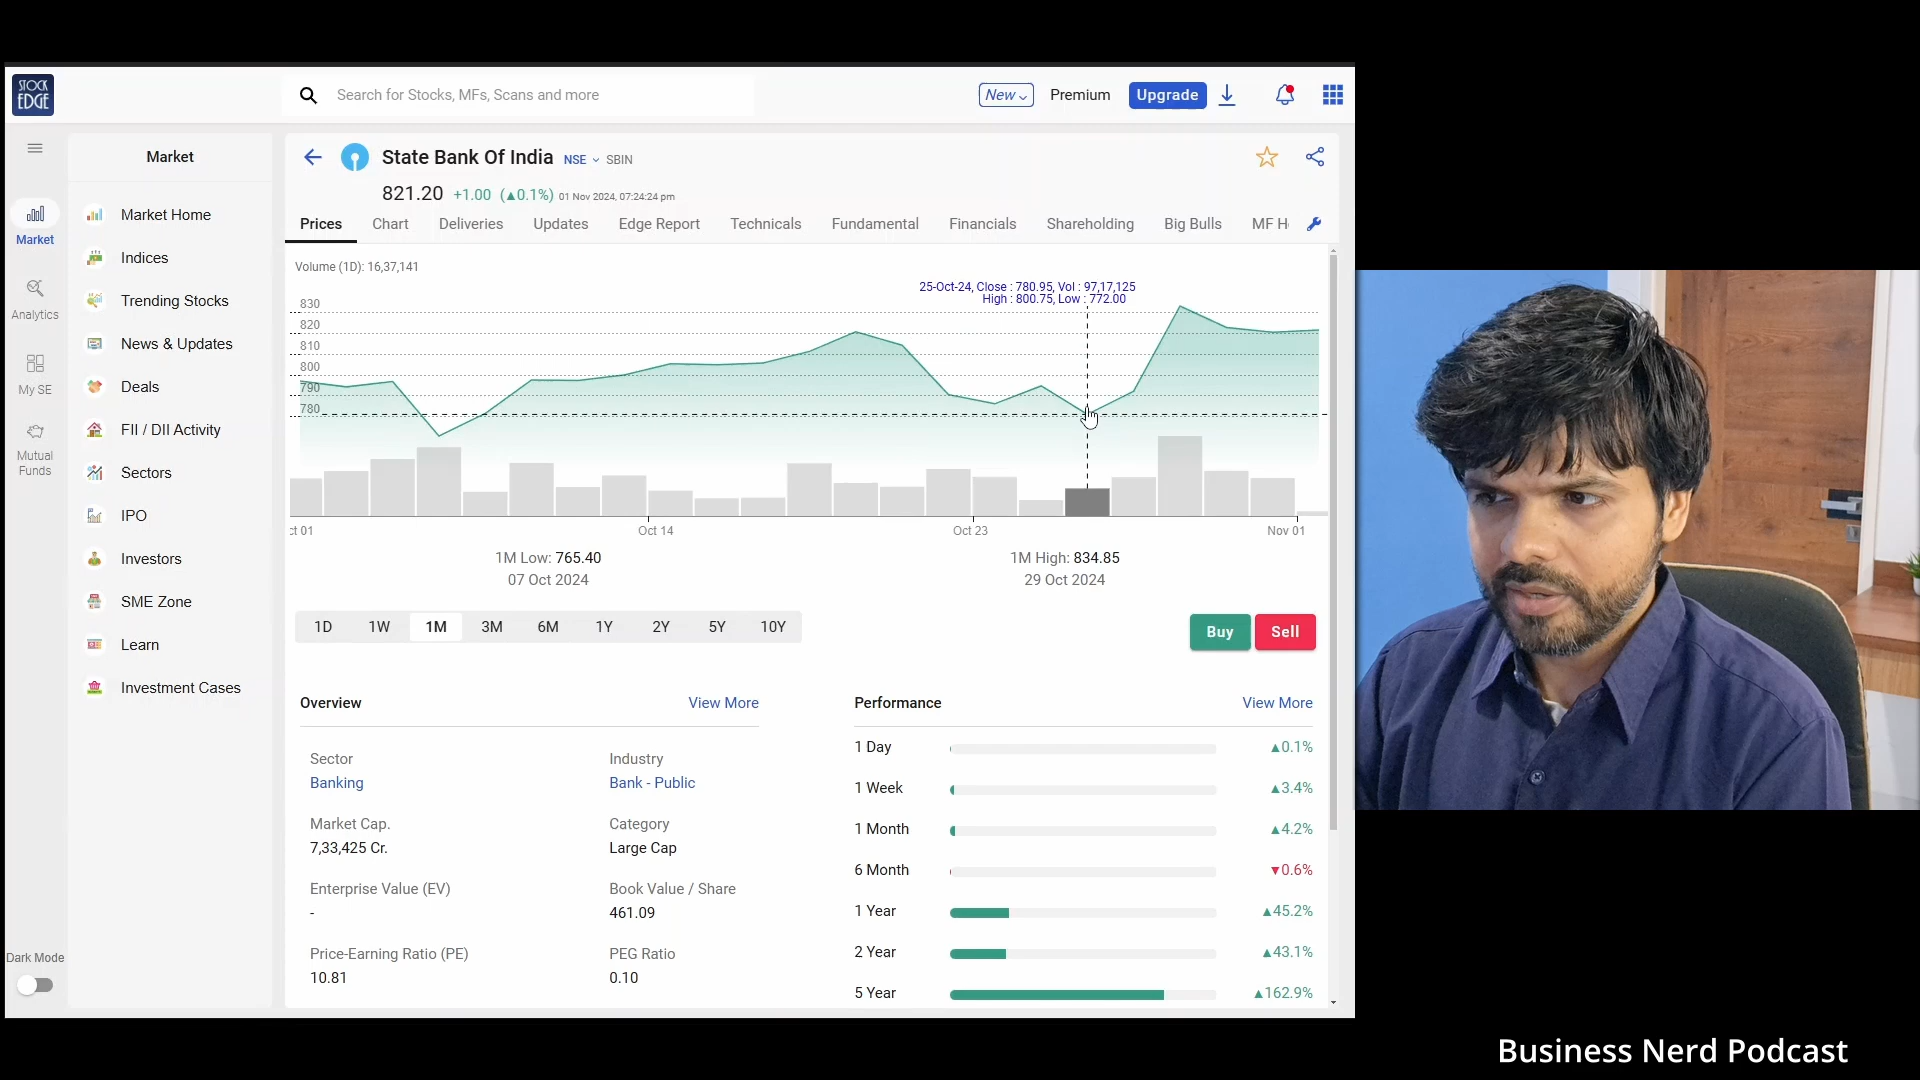 STOCK
EDGE
Search for Stocks, MFs, Scans and more
New
Premium
Upgrade
Market
Analytics
My SE
Mutual
Funds
Dark Mode
Market
Market Home
Indices
Trending Stocks
News & Updates
Deals
FII / DII Activity
Sectors
IPO
Investors
SME Zone
Learn
Investment Cases
State Bank Of India NSE SBIN
821.20 +1.00 (▲0.1%) 01 Nov 2024, 07:24:24 pm
Prices Chart Deliveries Updates Edge Report Technicals Fundamental Financials Shareholding Big Bulls MF H
Volume (1D): 16,37,141
25-Oct-24, Close : 780.95, Vol : 97,17,125
High : 800.75, Low : 772.00
830
820
810
800
790
780
ct 01 Oct 14 Oct 23 Nov 01
1M Low: 765.40
07 Oct 2024
1M High: 834.85
29 Oct 2024
1D 1W 1M 3M 6M 1Y 2Y 5Y 10Y
Buy Sell
Overview View More
Sector
Banking
Industry
Bank - Public
Market Cap.
7,33,425 Cr.
Category
Large Cap
Enterprise Value (EV)
-
Book Value / Share
461.09
Price-Earning Ratio (PE)
10.81
PEG Ratio
0.10
Performance View More
1 Day ▲0.1%
1 Week ▲3.4%
1 Month ▲4.2%
6 Month ▼0.6%
1 Year ▲45.2%
2 Year ▲43.1%
5 Year ▲162.9%
Business Nerd Podcast